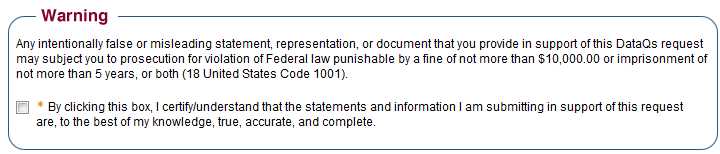 Warning
Any intentionally false or misleading statement, representation, or document that you provide in support of this DataQs request
may subject you to prosecution for violation of Federal law punishable by a fine of not more than $10,000.00 or imprisonment of
not more than 5 years, or both (18 United States Code 1001).
* By clicking this box, I certify/understand that the statements and information I am submitting in support of this request
are, to the best of my knowledge, true, accurate, and complete.